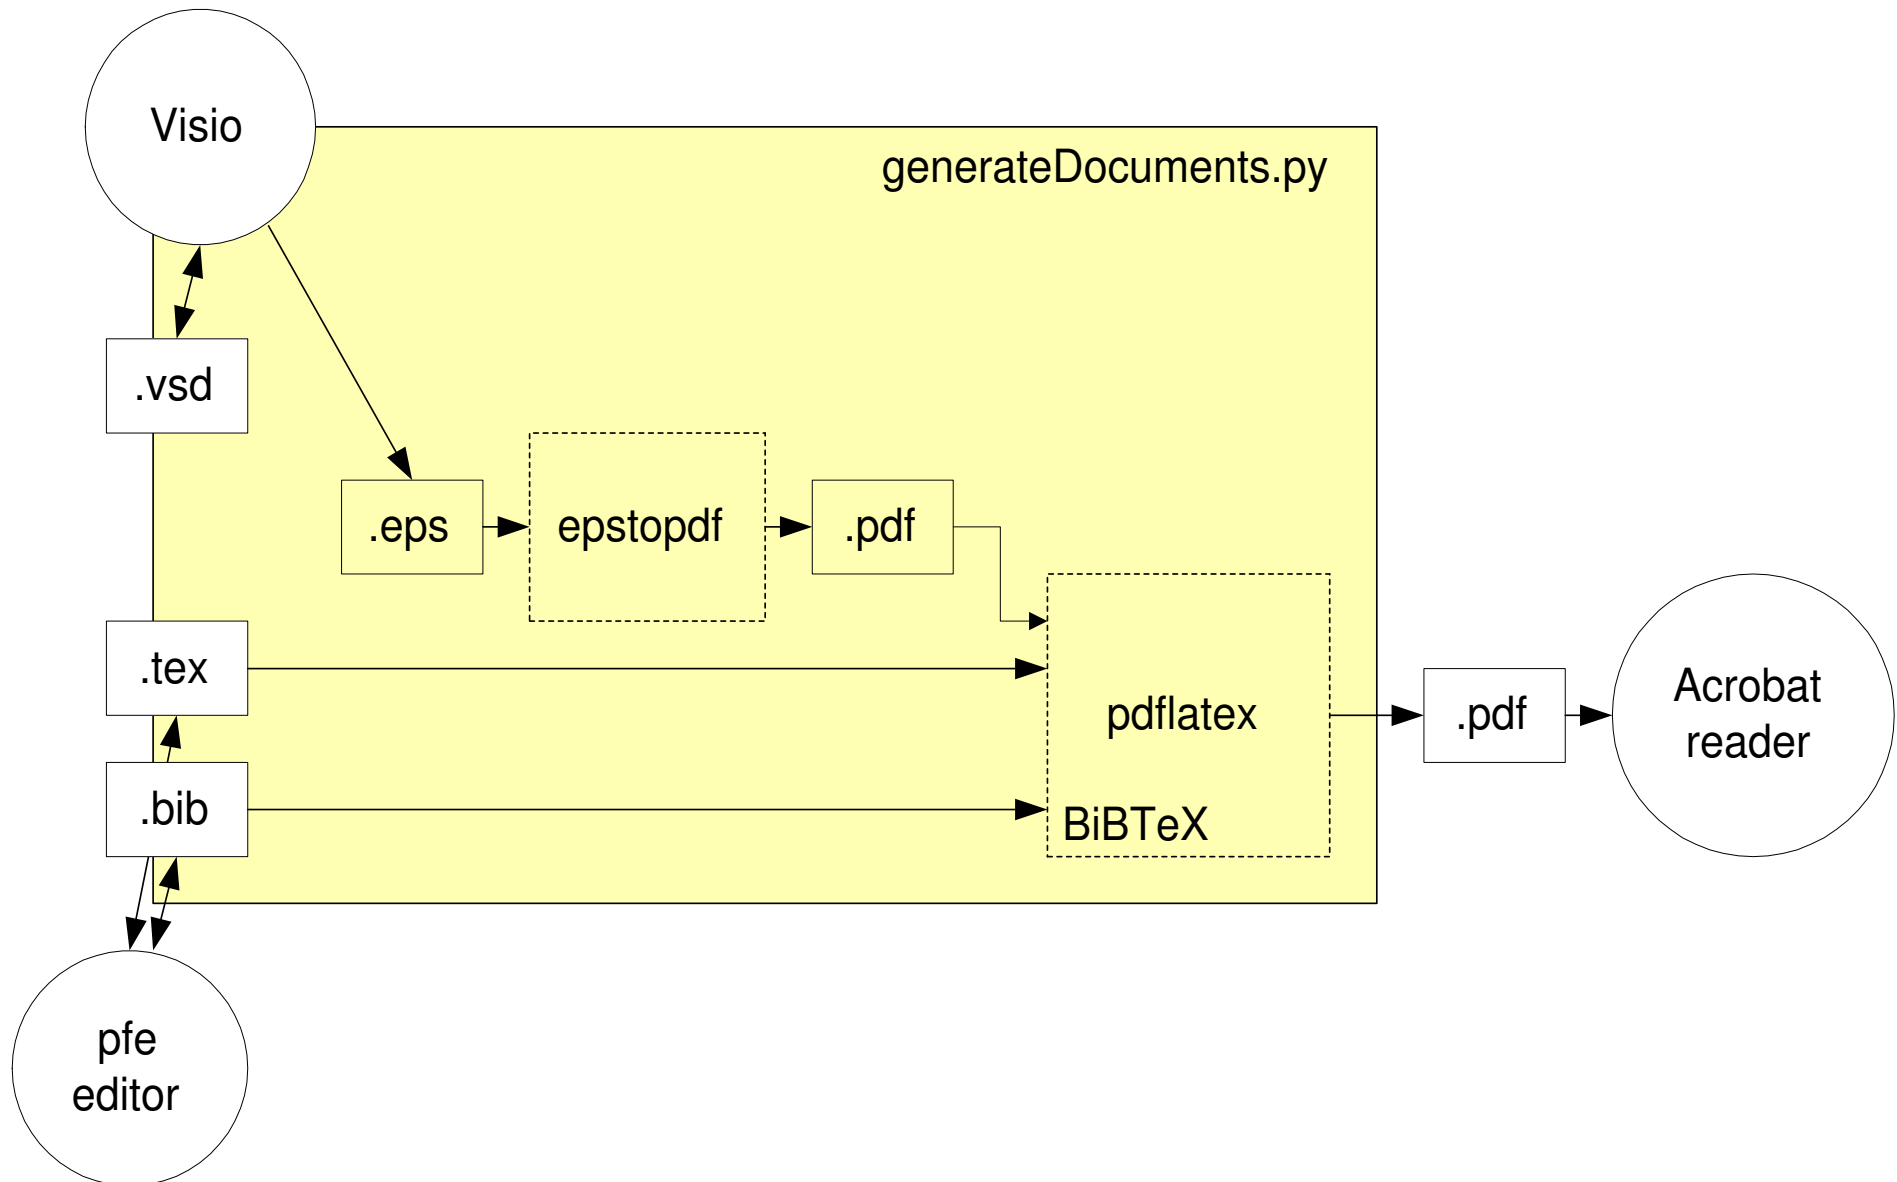 Visio
generateDocuments.py
.vsd
.eps
epstopdf
.pdf
.tex
pdflatex
.pdf
Acrobat
reader
.bib
BiBTeX
pfe
editor